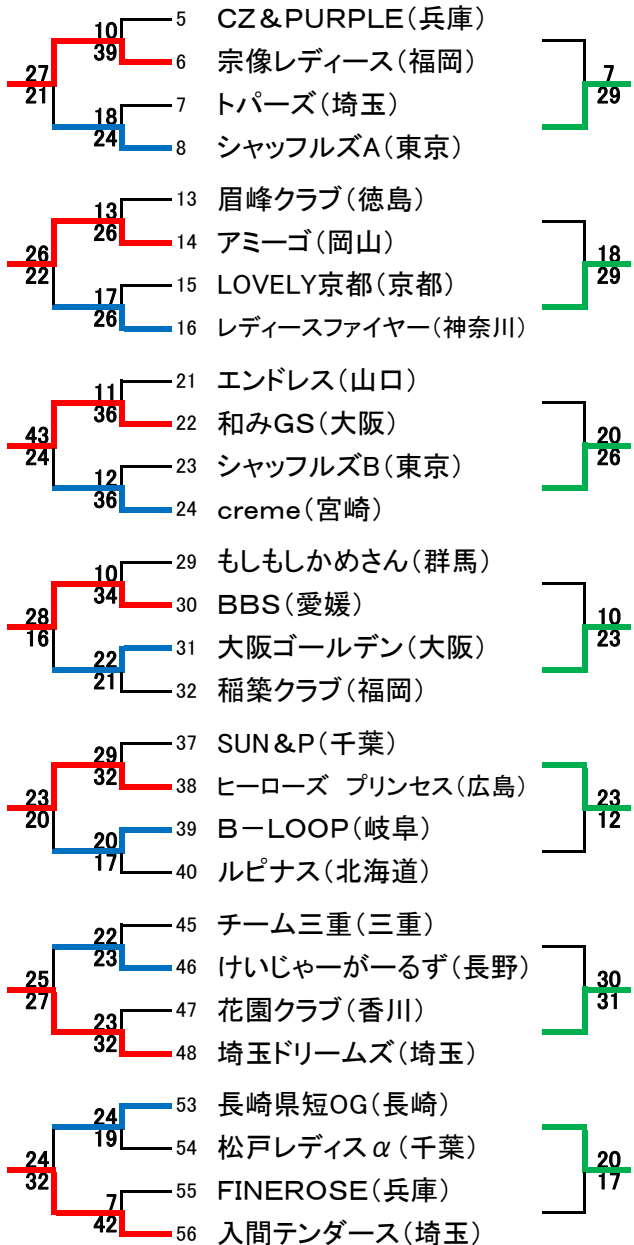 5 CZ&PURPLE(兵庫)
10
39
6 宗像レディース(福岡)
27
21
7
29
7 トパーズ(埼玉)
18
24
8 シャッフルズA(東京)
13 眉峰クラブ(徳島)
13
26
14 アミーゴ(岡山)
26
22
18
29
15 LOVELY京都(京都)
17
26
16 レディースファイヤー(神奈川)
21 エンドレス(山口)
11
36
22 和みGS(大阪)
43
24
20
26
23 シャッフルズB(東京)
12
36
24 creme(宮崎)
29 もしもしかめさん(群馬)
10
34
30 BBS(愛媛)
28
16
10
23
31 大阪ゴールデン(大阪)
22
21
32 稲築クラブ(福岡)
37 SUN&P(千葉)
29
32
38 ヒーローズ プリンセス(広島)
23
20
23
12
39 B-LOOP(岐阜)
20
17
40 ルピナス(北海道)
45 チーム三重(三重)
22
23
46 けいじゃーがーるず(長野)
25
27
30
31
47 花園クラブ(香川)
23
32
48 埼玉ドリームズ(埼玉)
53 長崎県短OG(長崎)
24
19
54 松戸レディスα(千葉)
24
32
20
17
55 FINEROSE(兵庫)
7
42
56 入間テンダース(埼玉)